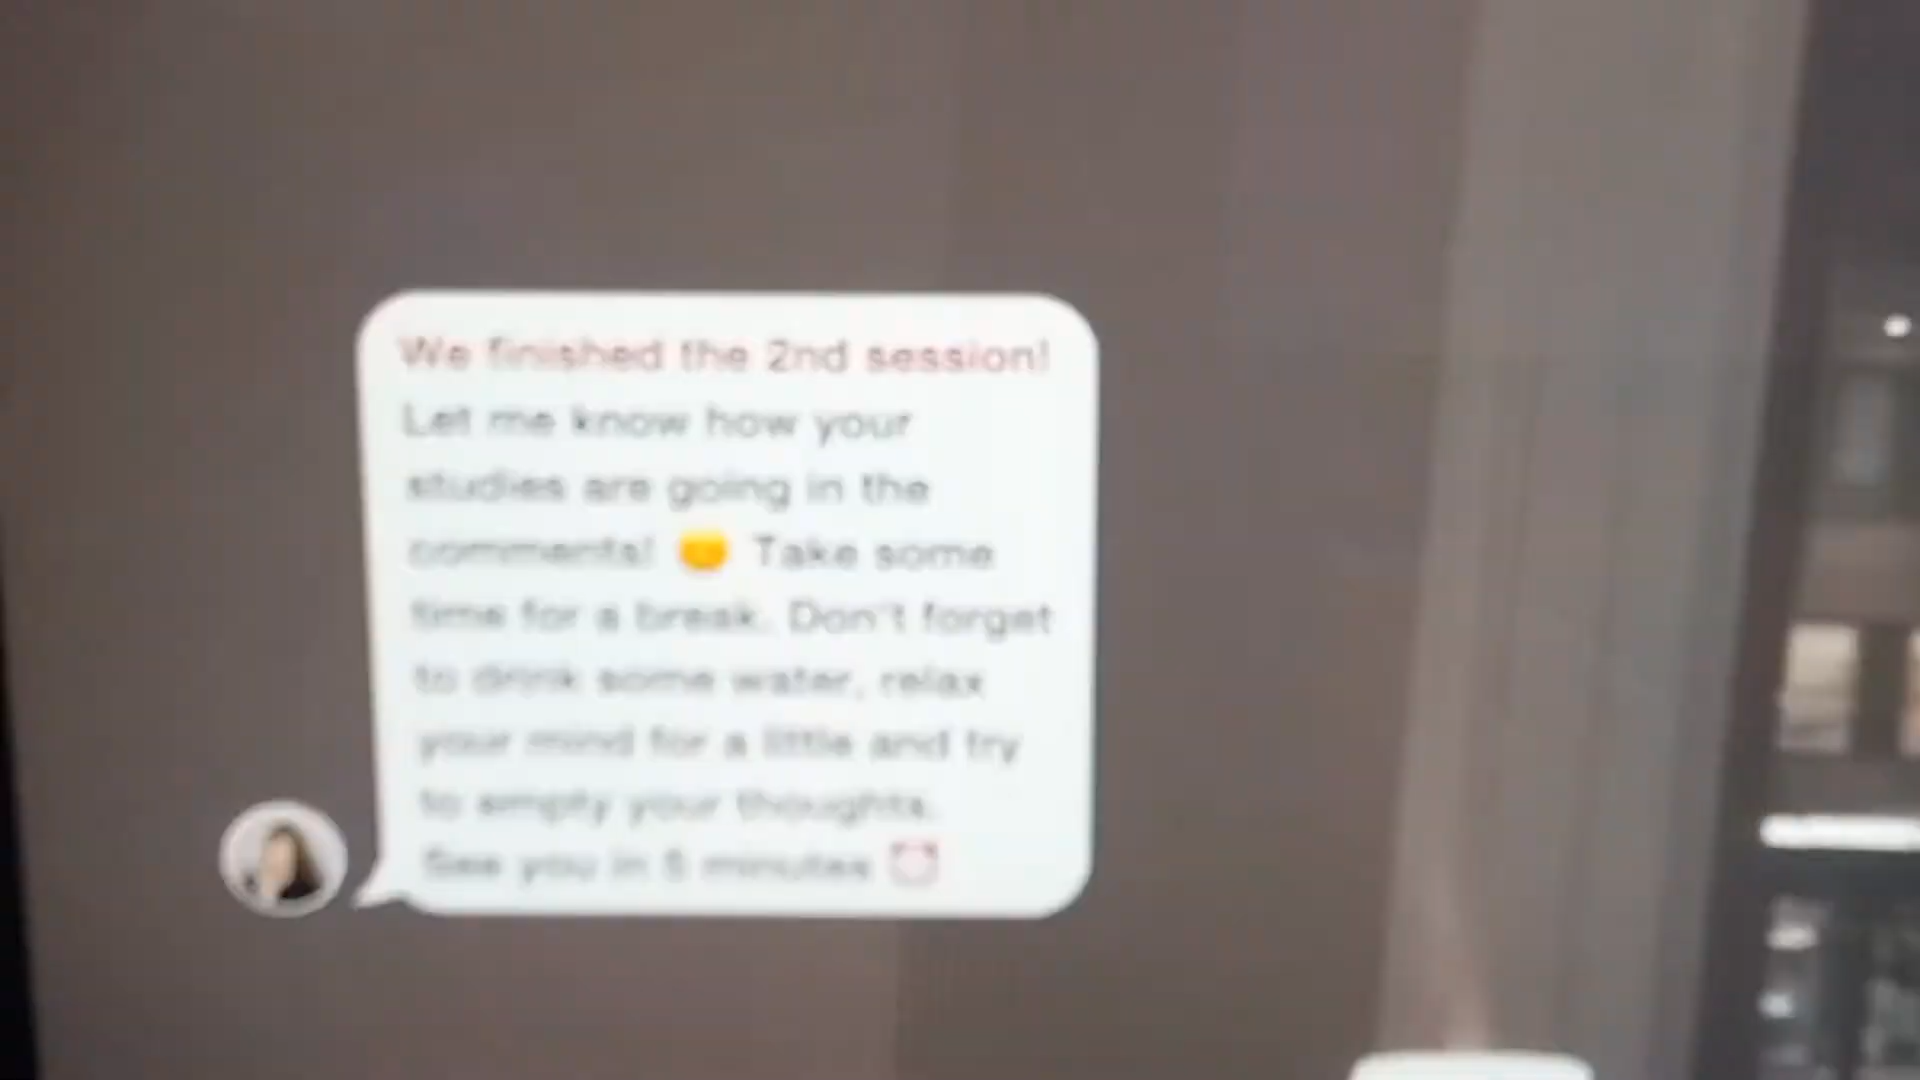 We finished the 2nd session!
Let me know how your
studies are going in the
comments! 😊 Take some
time for a break. Don't forget
to drink some water, relax
your mind for a little and try
to empty your thoughts.
See you in 5 minutes ⏰